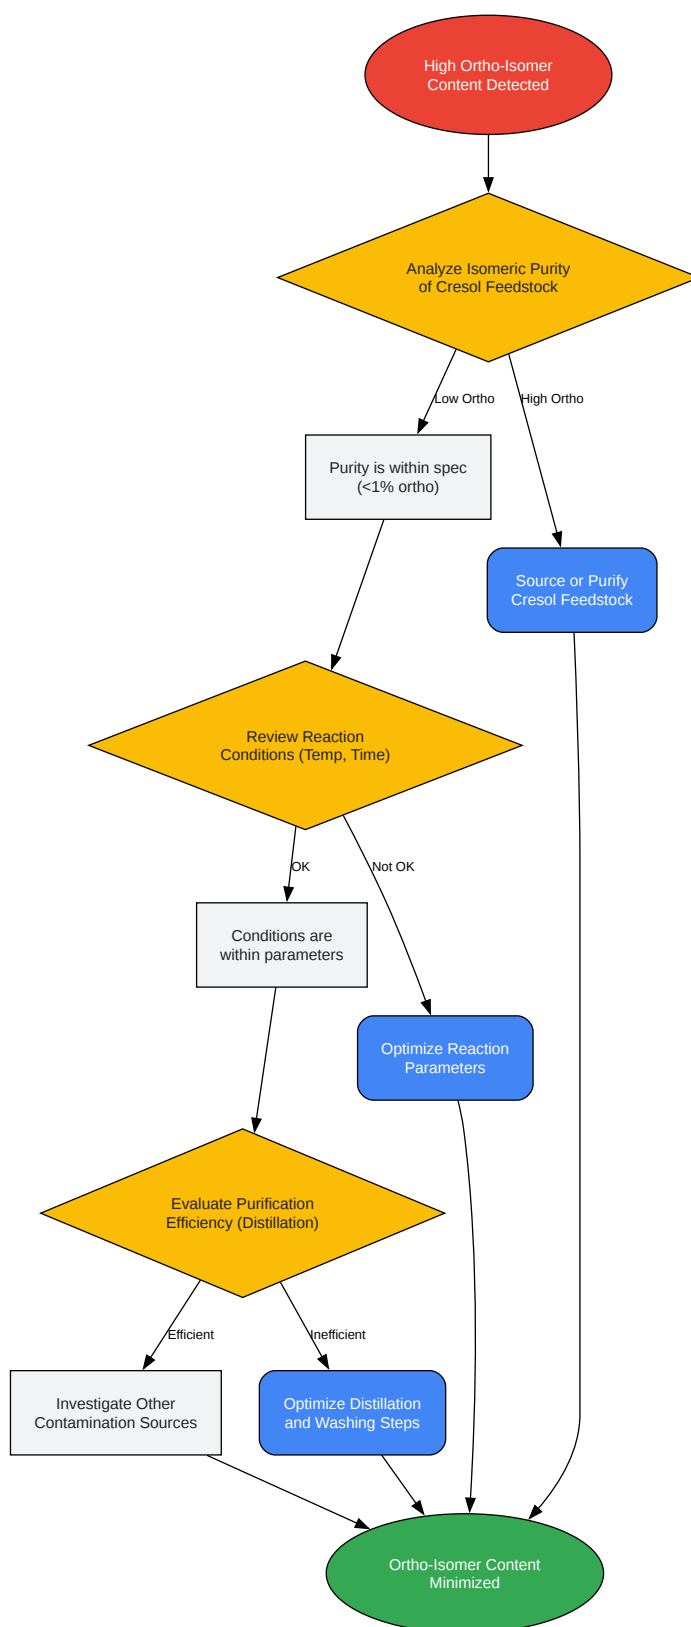 High Ortho-Isomer
Content Detected
Analyze Isomeric Purity
of Cresol Feedstock
Low Ortho
High Ortho
Purity is within spec
(<1% ortho)
Source or Purify
Cresol Feedstock
Review Reaction
Conditions (Temp, Time)
OK
Not OK
Conditions are
within parameters
Optimize Reaction
Parameters
Evaluate Purification
Efficiency (Distillation)
Efficient
Inefficient
Investigate Other
Contamination Sources
Optimize Distillation
and Washing Steps
Ortho-Isomer Content
Minimized